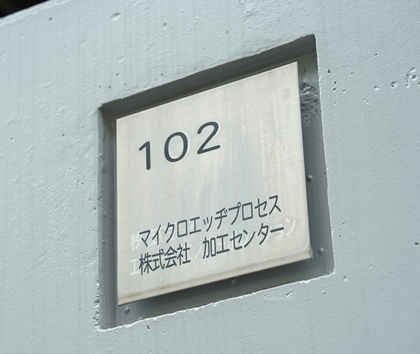 102
マイクロエッヂプロセス
株式会社 加工センター